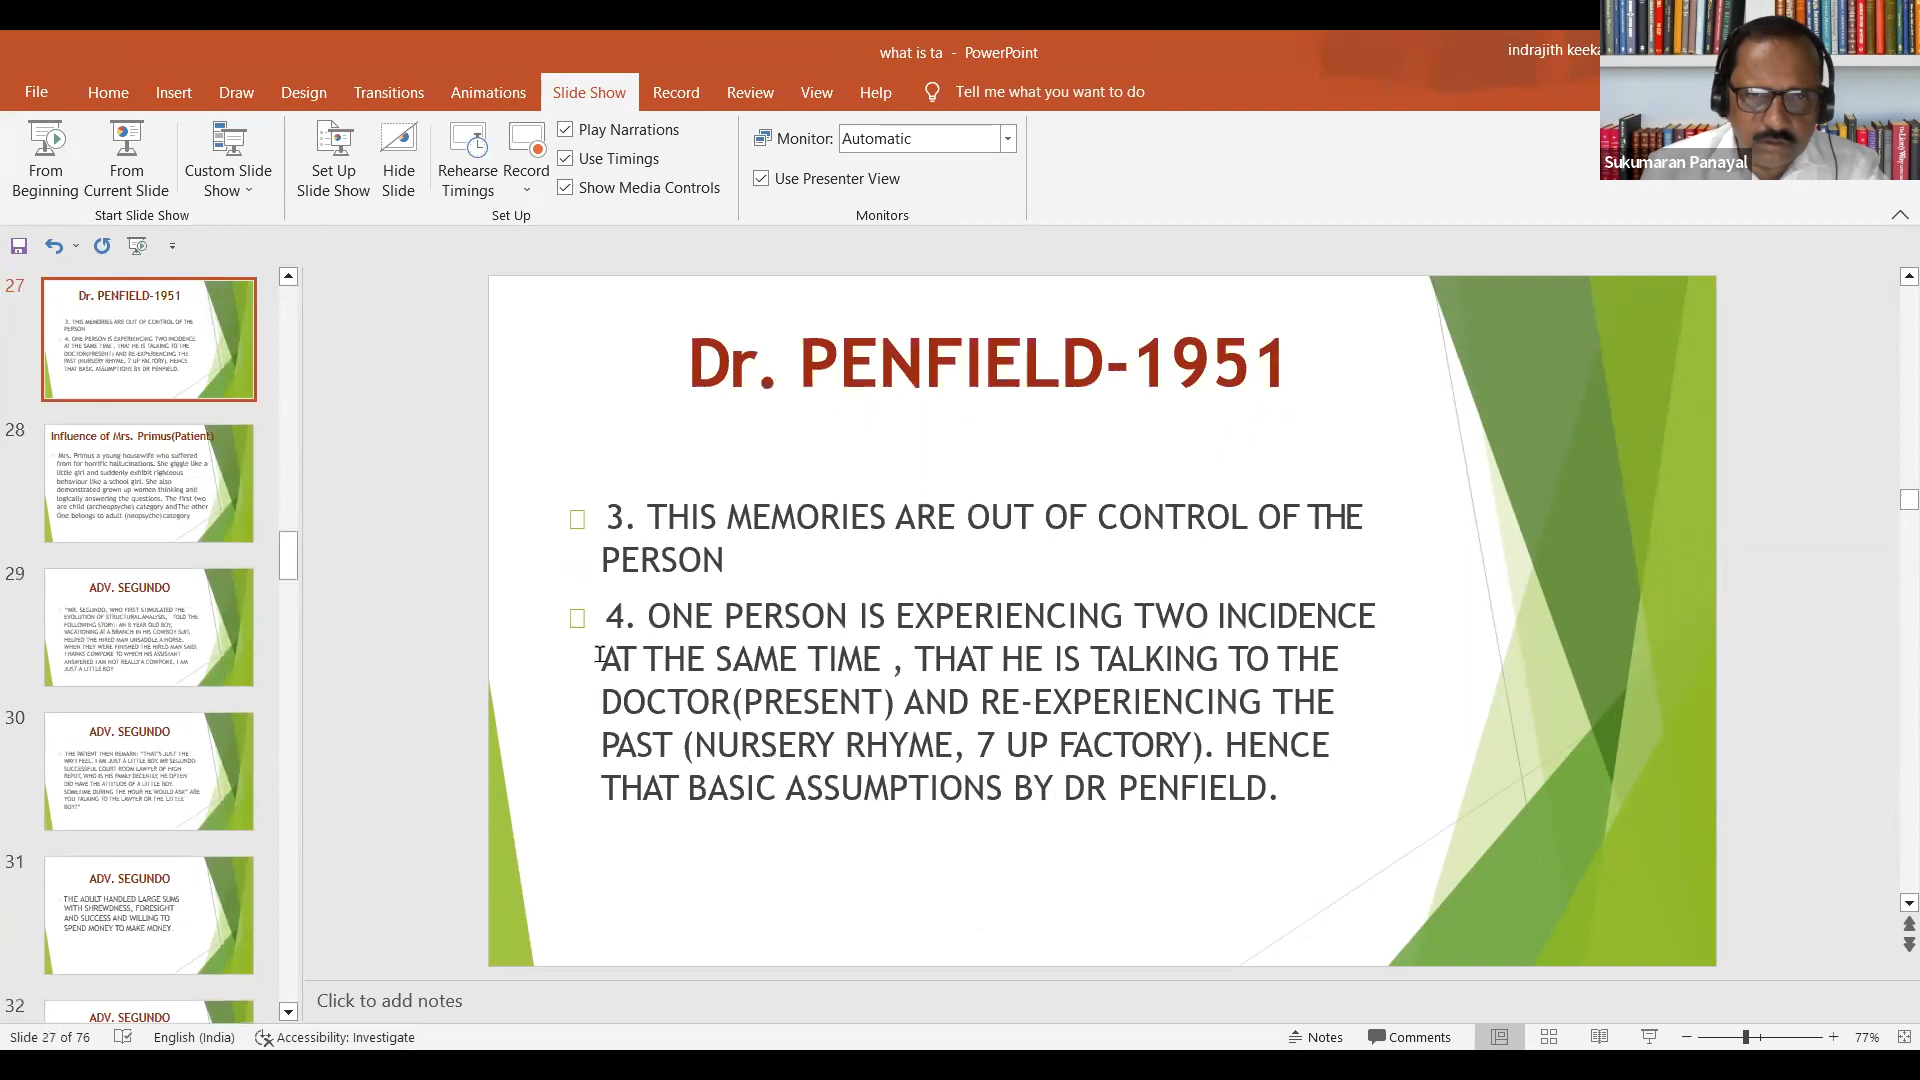 what is ta - PowerPoint
indrajith keeka
File
Home
Insert
Draw
Design
Transitions
Animations
Slide Show
Record
Review
View
Help
Tell me what you want to do
From
Beginning
From
Current Slide
Custom Slide
Show
Start Slide Show
Set Up
Slide Show
Hide
Slide
Rehearse
Timings
Record
Play Narrations
Use Timings
Show Media Controls
Set Up
Monitor: Automatic
Use Presenter View
Monitors
Sukumaran Panayal
27
Dr. PENFIELD-1951
3. THIS MEMORIES ARE OUT OF CONTROL OF THE
PERSON
4. ONE PERSON IS EXPERIENCING TWO INCIDENCE
AT THE SAME TIME , THAT HE IS TALKING TO THE
DOCTOR(PRESENT) AND RE-EXPERIENCING THE
PAST (NURSERY RHYME, 7 UP FACTORY). HENCE
THAT BASIC ASSUMPTIONS BY DR PENFIELD.
28
Influence of Mrs. Primus(Patient)
Mrs. Primus a young housewife who suffered
from for horrific hallucinations. She giggle like a
little girl and suddenly exhibit righteous
behaviour like a school girl. She also
demonstrated grown up women thinking and
logically answering the questions. The first two
are child (archeopsyche) category andThe other
One belongs to adult (neopsyche)category
29
ADV. SEGUNDO
"MR. SEGUNDO, WHO FIRST STIMULATED THE
EVOLUTION OF STRUCTURAL ANALYSIS, TOLD THE
FOLLOWING STORY:- AN 8 YEAR OLD BOY,
VACATIONING AT A BRANCH IN HIS COWBOY SUIT,
HELPED THE HIRED MAN UNSADDLE A HORSE.
WHEN THEY WERE FINISHED THE HIRED MAN SAID:
THANKS COWPOKE TO WHICH HIS ASSISTANT
ANSWERED I AM NOT REALLY A COWPOKE, I AM
JUST A LITTLE BOY
30
ADV. SEGUNDO
THE PATIENT THEN REMARK: "THAT'S JUST THE
WAY I FEEL. I AM JUST A LITTLE BOY. MR SEGUNDO
SUCCESSFUL COURT ROOM LAWYER OF HIGH
REPUT, WHO IS HIS FAMILY DECENTLY, HE OFTEN
DID HAVE THE ATTITUDE OF A LITTLE BOY.
SOMETIME DURING THE HOUR HE WOULD ASK" ARE
YOU TALKING TO THE LAWYER OR THE LITTLE
BOY?"
31
ADV. SEGUNDO
THE ADULT HANDLED LARGE SUMS
WITH SHREWDNESS, FORESIGHT
AND SUCCESS AND WILLING TO
SPEND MONEY TO MAKE MONEY.
32
ADV. SEGUNDO
Dr. PENFIELD-1951
3. THIS MEMORIES ARE OUT OF CONTROL OF THE
PERSON
4. ONE PERSON IS EXPERIENCING TWO INCIDENCE
AT THE SAME TIME , THAT HE IS TALKING TO THE
DOCTOR(PRESENT) AND RE-EXPERIENCING THE
PAST (NURSERY RHYME, 7 UP FACTORY). HENCE
THAT BASIC ASSUMPTIONS BY DR PENFIELD.
Click to add notes
Slide 27 of 76
English (India)
Accessibility: Investigate
Notes
Comments
77%